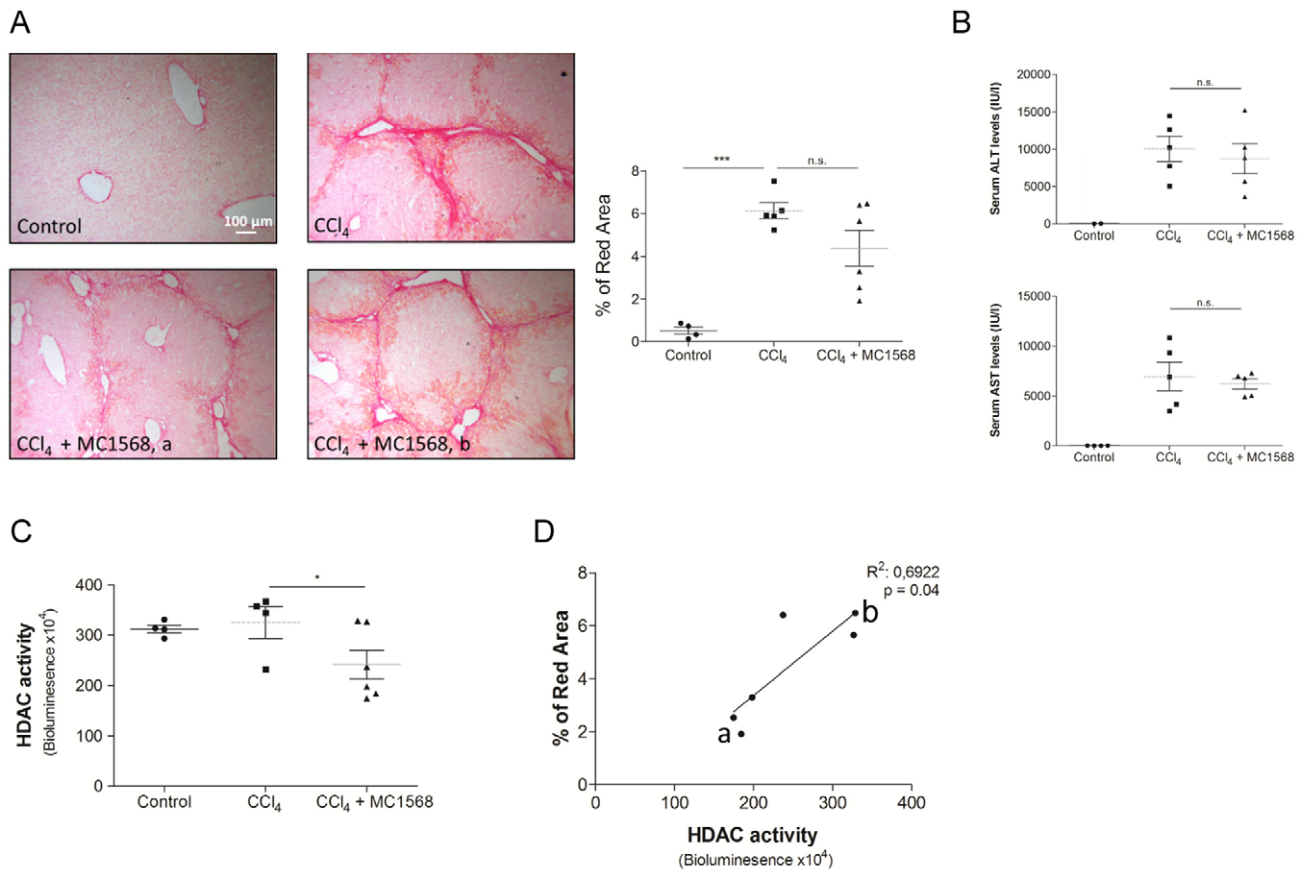 A
Control
100 µm
CCl4
CCl4 + MC1568, a
CCl4 + MC1568, b
% of Red Area
8
6
4
2
0
***
n.s.
Control
CCl4
CCl4 + MC1568
B
Serum ALT levels (IU/l)
20000
15000
10000
5000
0
n.s.
Control
CCl4
CCl4 + MC1568
Serum AST levels (IU/l)
15000
10000
5000
0
n.s.
Control
CCl4
CCl4 + MC1568
C
HDAC activity
(Bioluminesence x10⁴)
400
300
200
100
0
*
Control
CCl4
CCl4 + MC1568
D
% of Red Area
8
6
4
2
0
R²: 0,6922
p = 0.04
b
a
0
100
200
300
400
HDAC activity
(Bioluminesence x10⁴)